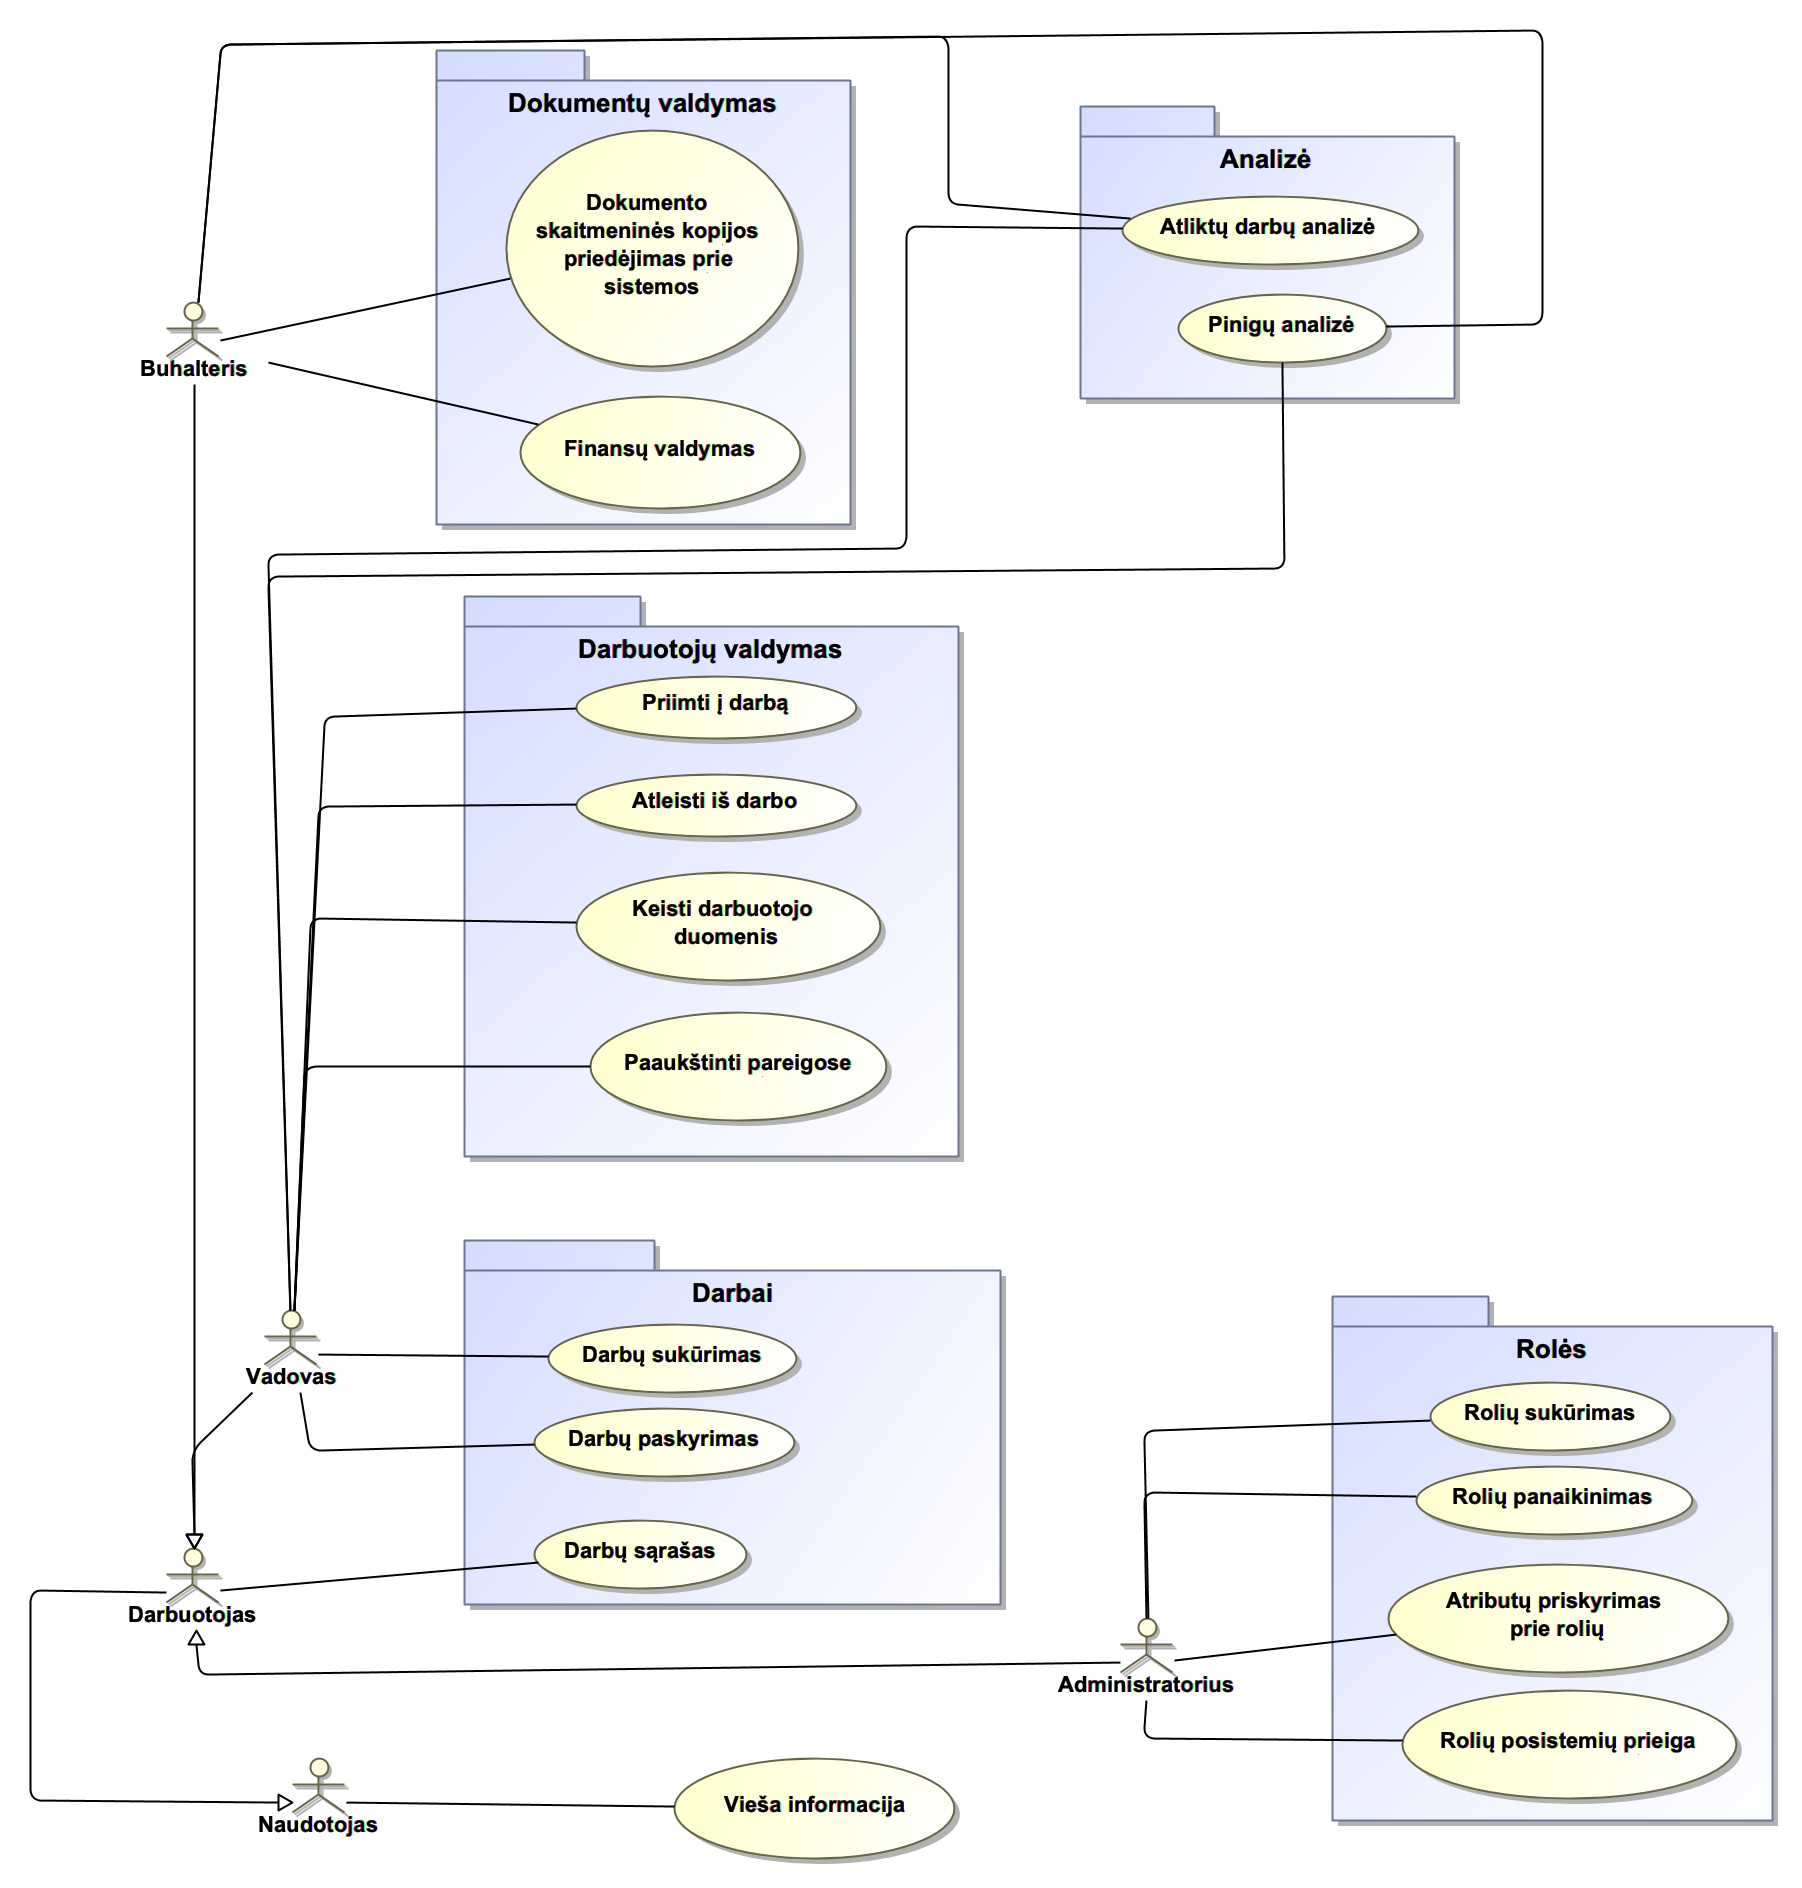 Dokumentų valdymas
Dokumento
skaitmeninės kopijos
priedėjimas prie
sistemos
Finansų valdymas
Analizė
Atliktų darbų analizė
Pinigų analizė
Buhalteris
Darbuotojų valdymas
Priimti į darbą
Atleisti iš darbo
Keisti darbuotojo
duomenis
Paaukštinti pareigose
Vadovas
Darbai
Darbų sukūrimas
Darbų paskyrimas
Darbų sąrašas
Darbuotojas
Rolės
Rolių sukūrimas
Rolių panaikinimas
Atributų priskyrimas
prie rolių
Rolių posistemių prieiga
Administratorius
Naudotojas
Vieša informacija